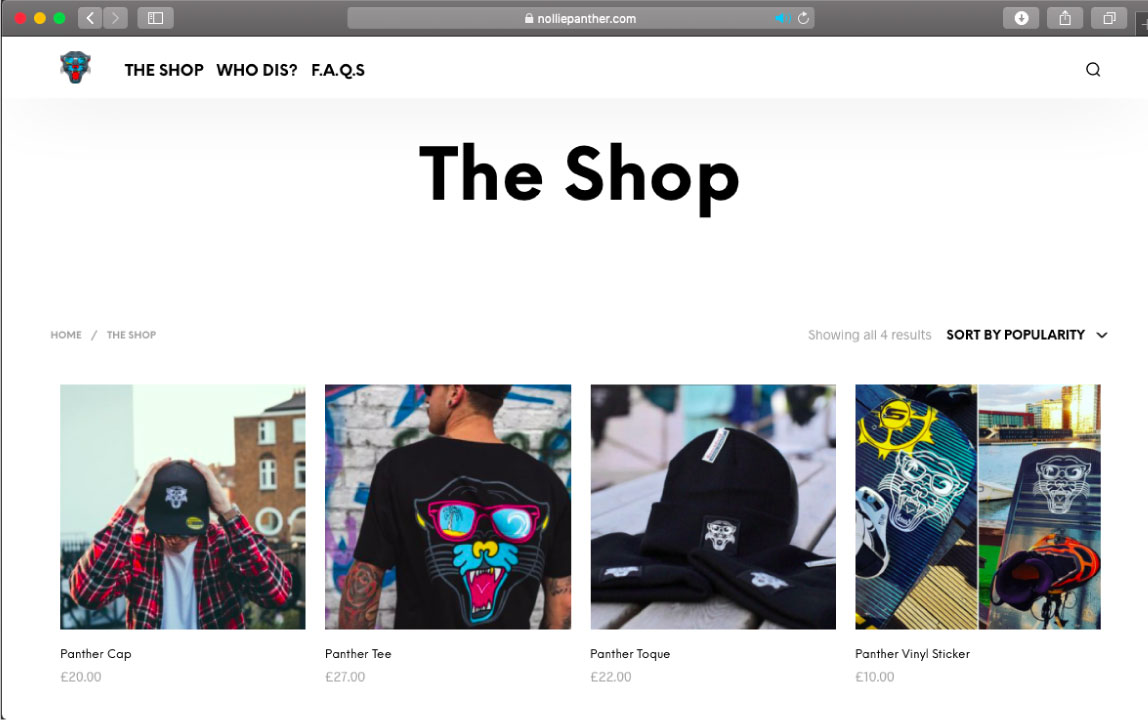 nolliepanther.com
THE SHOP WHO DIS? F.A.Q.S
The Shop
HOME / THE SHOP
Showing all 4 results SORT BY POPULARITY
S
Panther Cap
£20.00
Panther Tee
£27.00
Panther Toque
£22.00
Panther Vinyl Sticker
£10.00